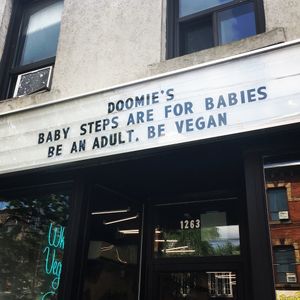 DOOMIE'S
BABY STEPS ARE FOR BABIES
BE AN ADULT. BE VEGAN
1263